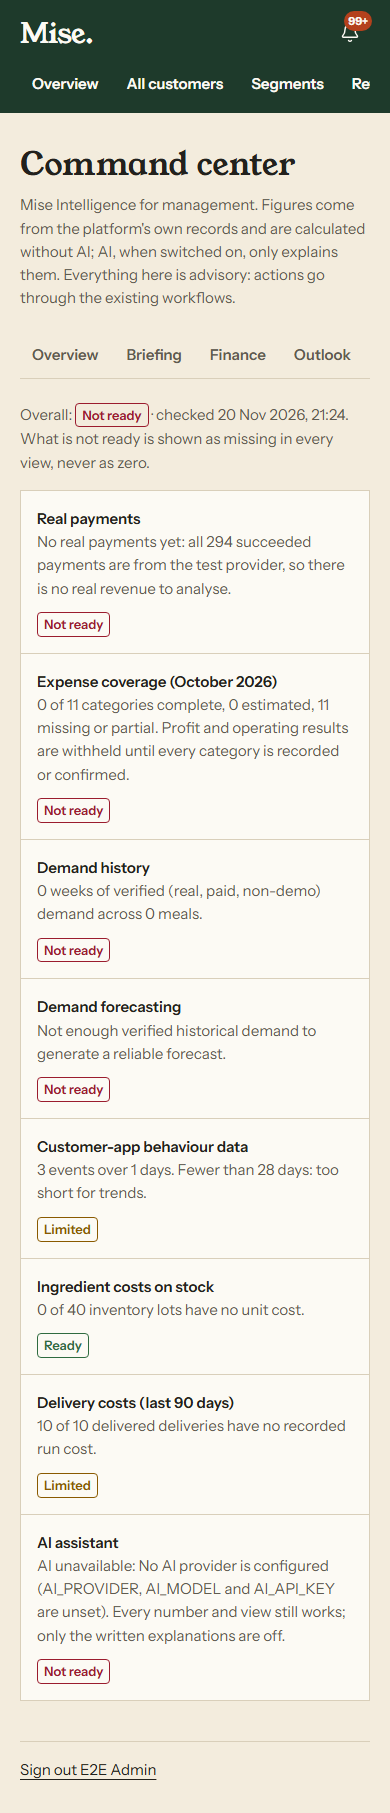 Mise.
99+
Overview All customers Segments Re
Command center
Mise Intelligence for management. Figures come
from the platform's own records and are calculated
without AI; AI, when switched on, only explains
them. Everything here is advisory: actions go
through the existing workflows.
Overview Briefing Finance Outlook
Overall: Not ready · checked 20 Nov 2026, 21:24.
What is not ready is shown as missing in every
view, never as zero.
Real payments
No real payments yet: all 294 succeeded
payments are from the test provider, so there
is no real revenue to analyse.
Not ready
Expense coverage (October 2026)
0 of 11 categories complete, 0 estimated, 11
missing or partial. Profit and operating results
are withheld until every category is recorded
or confirmed.
Not ready
Demand history
0 weeks of verified (real, paid, non-demo)
demand across 0 meals.
Not ready
Demand forecasting
Not enough verified historical demand to
generate a reliable forecast.
Not ready
Customer-app behaviour data
3 events over 1 days. Fewer than 28 days: too
short for trends.
Limited
Ingredient costs on stock
0 of 40 inventory lots have no unit cost.
Ready
Delivery costs (last 90 days)
10 of 10 delivered deliveries have no recorded
run cost.
Limited
AI assistant
AI unavailable: No AI provider is configured
(AI_PROVIDER, AI_MODEL and AI_API_KEY
are unset). Every number and view still works;
only the written explanations are off.
Not ready
Sign out E2E Admin